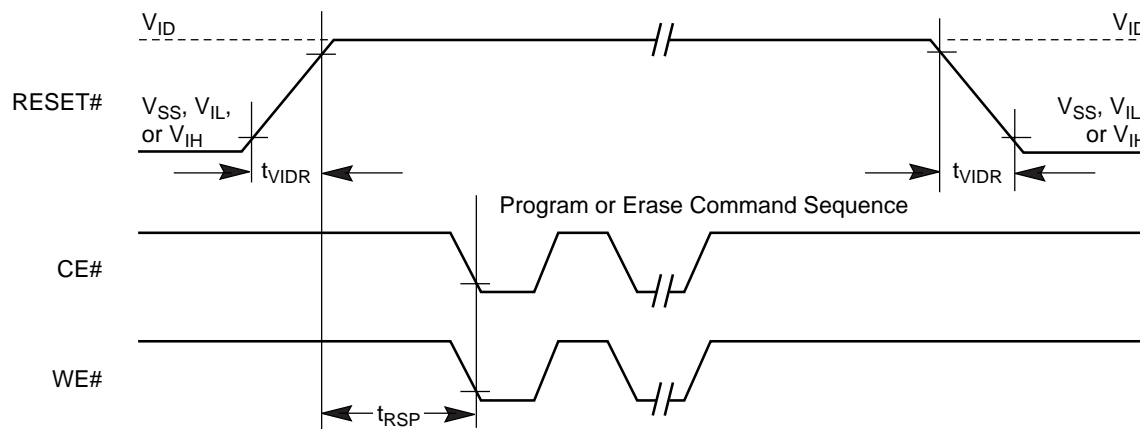 V_ID V_ID
RESET#
V_SS, V_IL,
or V_IH
V_SS, V_IL
or V_IH
t_VIDR t_VIDR
Program or Erase Command Sequence
CE#
WE#
t_RSP